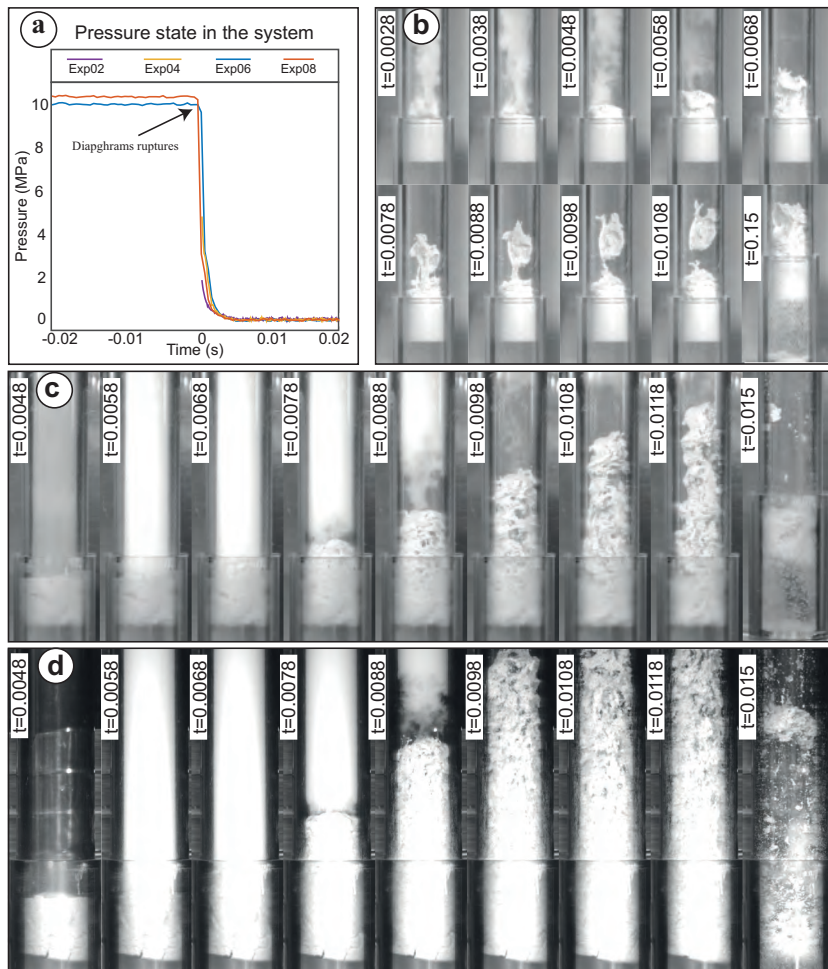 a
Pressure state in the system
Exp02 Exp04 Exp06 Exp08
Diapghrams ruptures
Pressure (MPa)
10
8
6
4
2
0
-0.02 -0.01 0 0.01 0.02
Time (s)
b
t=0.0028
t=0.0038
t=0.0048
t=0.0058
t=0.0068
t=0.0078
t=0.0088
t=0.0098
t=0.0108
t=0.15
c
t=0.0048
t=0.0058
t=0.0068
t=0.0078
t=0.0088
t=0.0098
t=0.0108
t=0.0118
t=0.015
d
t=0.0048
t=0.0058
t=0.0068
t=0.0078
t=0.0088
t=0.0098
t=0.0108
t=0.0118
t=0.015